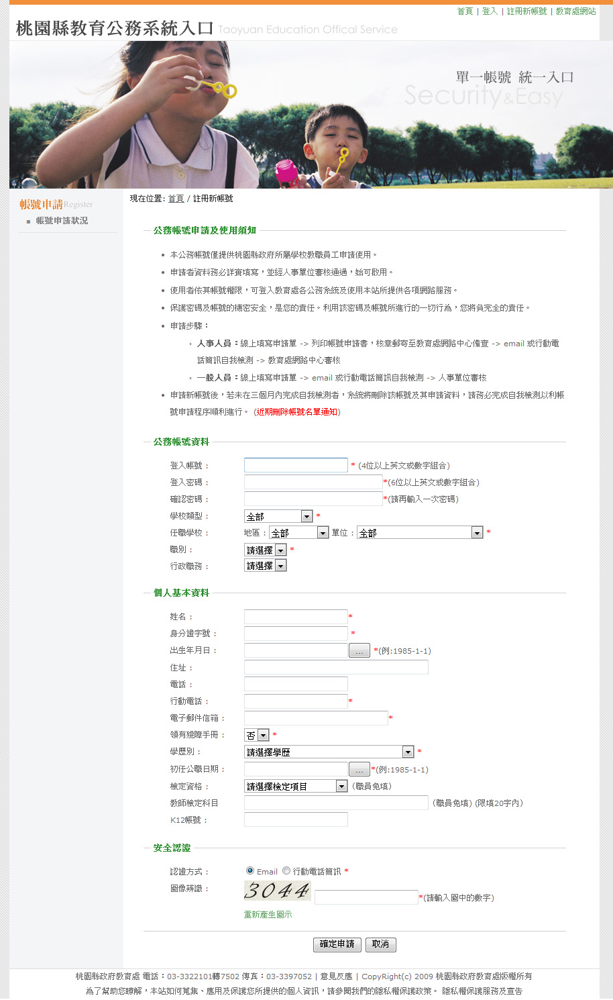 首頁 | 登入 | 註冊新帳號 | 教育處網站
桃園縣教育公務系統入口 Taoyuan Education Offical Service
單一帳號 統一入口
Security&Easy
帳號申請Register
帳號申請狀況
現在位置: 首頁 / 註冊新帳號
公務帳號申請及使用須知
本公務帳號僅提供桃園縣政府所屬學校教職員工申請使用。
申請者資料務必詳實填寫，並經人事單位審核通過，始可啟用。
使用者依其帳號權限，可登入教育處各公務系統及使用本站所提供各項網路服務。
保護密碼及帳號的機密安全，是您的責任。利用該密碼及帳號所進行的一切行為，您將負完全的責任。
申請步驟：
人事人員：線上填寫申請單 -> 列印帳號申請書，核章郵寄至教育處網路中心備查 -> email 或行動電
話簡訊自我檢測 -> 教育處網路中心審核
一般人員：線上填寫申請單 -> email 或行動電話簡訊自我檢測 -> 人事單位審核
申請新帳號後，若未在三個月內完成自我檢測者，系統將刪除該帳號及其申請資料，請務必完成自我檢測以利帳
號申請程序順利進行。 (近期刪除帳號名單通知)
公務帳號資料
登入帳號： * (4位以上英文或數字組合)
登入密碼： *(6位以上英文或數字組合)
確認密碼： *(請再輸入一次密碼)
學校類型： 全部 *
任職學校： 地區：全部 單位：全部 *
職別： 請選擇 *
行政職務： 請選擇
個人基本資料
姓名： *
身分證字號： *
出生年月日： ... *(例:1985-1-1)
住址：
電話：
行動電話： *
電子郵件信箱： *
領有殘障手冊： 否 *
學歷別： 請選擇學歷 *
初任公職日期： ... *(例:1985-1-1)
檢定資格： 請選擇檢定項目 (職員免填)
教師檢定科目 (職員免填) (限填20字內)
K12帳號：
安全認證
認證方式： Email 行動電話簡訊 *
圖像辨識： 3044 *(請輸入圖中的數字)
重新產生圖示
確定申請 取消
桃園縣政府教育處 電話：03-3322101轉7502 傳真：03-3397052 | 意見反應 | CopyRight(c) 2009 桃園縣政府教育處版權所有
為了幫助您瞭解，本站如何蒐集、應用及保護您所提供的個人資訊，請參閱我們的隱私權保護政策。 隱私權保護服務及宣告